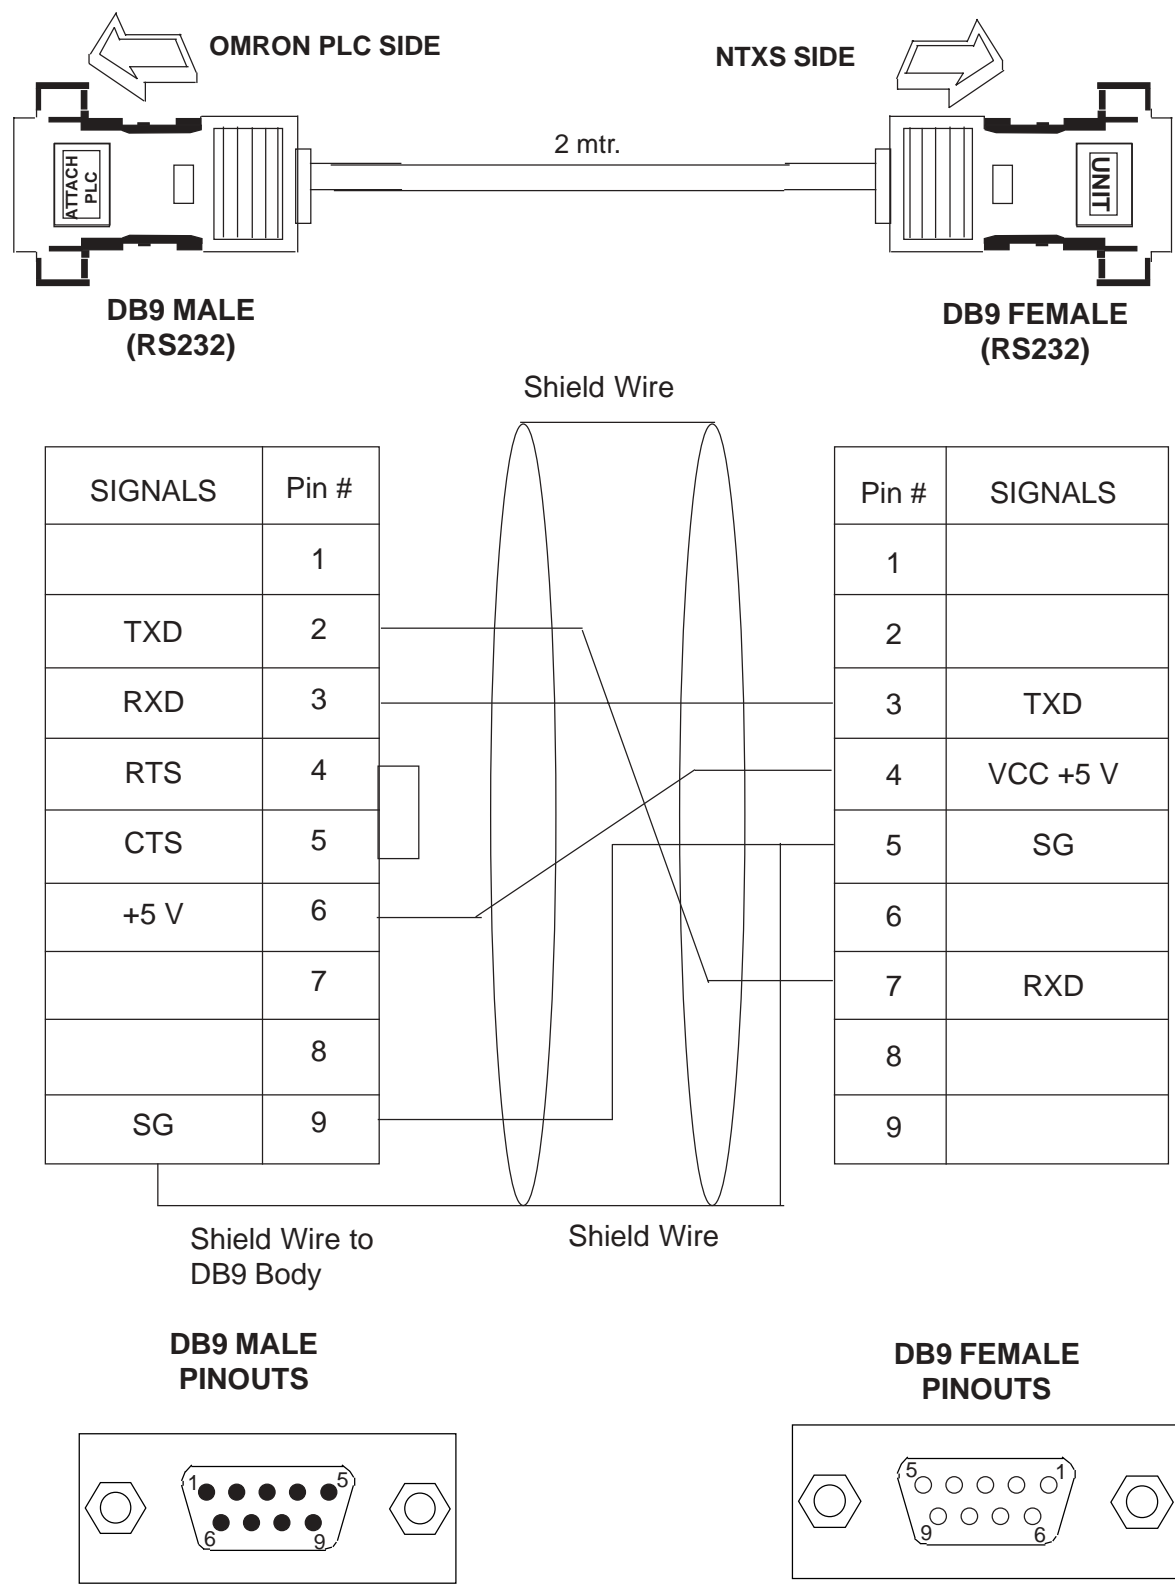 OMRON PLC SIDE
NTXS SIDE
2 mtr.
ATTACH
PLC
UNIT
DB9 MALE
(RS232)
DB9 FEMALE
(RS232)
Shield Wire
SIGNALS Pin #
1
TXD 2
RXD 3
RTS 4
CTS 5
+5 V 6
7
8
SG 9
Pin # SIGNALS
1
2
3 TXD
4 VCC +5 V
5 SG
6
7 RXD
8
9
Shield Wire to
DB9 Body
Shield Wire
DB9 MALE
PINOUTS
1 5
6 9
DB9 FEMALE
PINOUTS
5 1
9 6